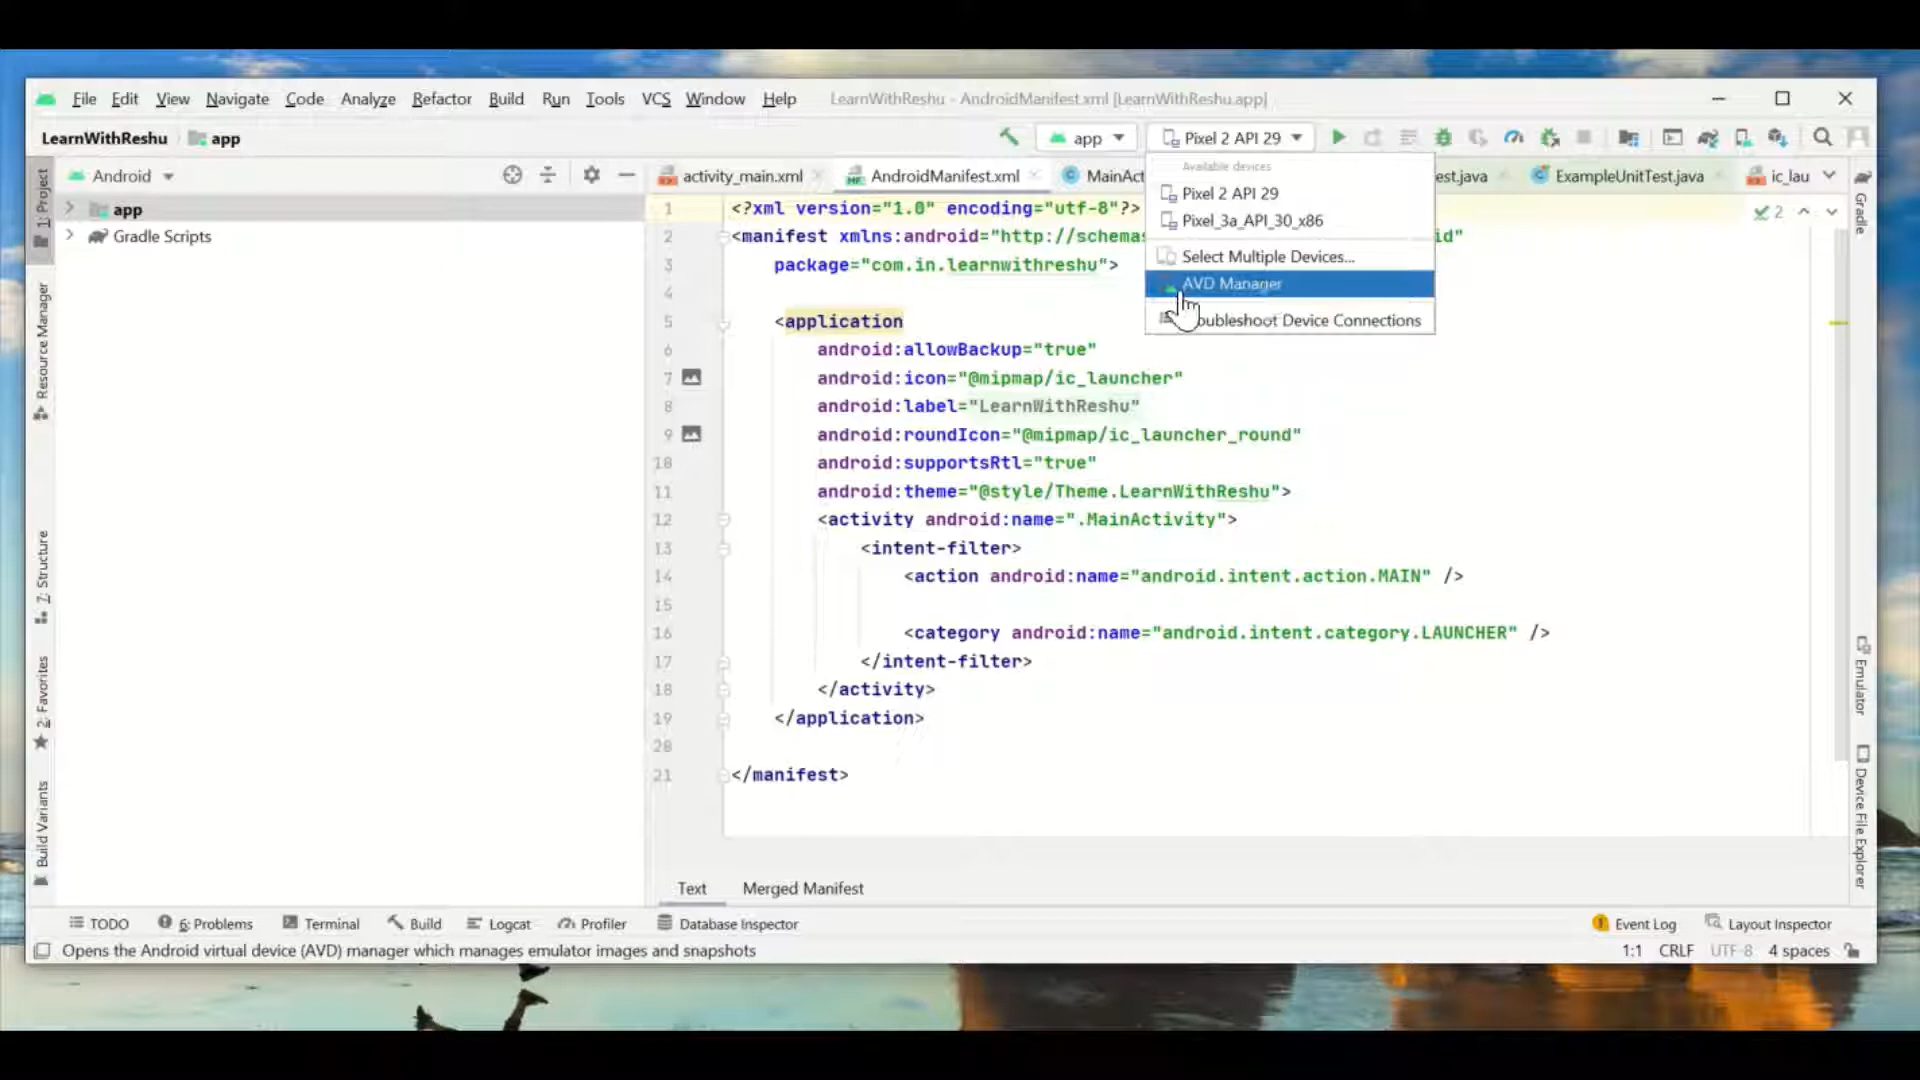 File Edit View Navigate Code Analyze Refactor Build Run Tools VCS Window Help LearnWithReshu - AndroidManifest.xml [LearnWithReshu.app]
LearnWithReshu app
app Pixel 2 API 29
Android
activity_main.xml AndroidManifest.xml MainAct est.java ExampleUnitTest.java ic_lau
Available devices
Pixel 2 API 29
Pixel_3a_API_30_x86
Select Multiple Devices...
AVD Manager
oubleshoot Device Connections
app
Gradle Scripts
1: Project
Resource Manager
7: Structure
2: Favorites
Build Variants
2
1 <?xml version="1.0" encoding="utf-8"?>
2 <manifest xmlns:android="http://schemas id"
3 package="com.in.learnwithreshu">
4
5 <application
6 android:allowBackup="true"
7 android:icon="@mipmap/ic_launcher"
8 android:label="LearnWithReshu"
9 android:roundIcon="@mipmap/ic_launcher_round"
10 android:supportsRtl="true"
11 android:theme="@style/Theme.LearnWithReshu">
12 <activity android:name=".MainActivity">
13 <intent-filter>
14 <action android:name="android.intent.action.MAIN" />
15
16 <category android:name="android.intent.category.LAUNCHER" />
17 </intent-filter>
18 </activity>
19 </application>
20
21 </manifest>
Gradle
Emulator
Device File Explorer
Text Merged Manifest
TODO 6: Problems Terminal Build Logcat Profiler Database Inspector Event Log Layout Inspector
Opens the Android virtual device (AVD) manager which manages emulator images and snapshots 1:1 CRLF UTF-8 4 spaces